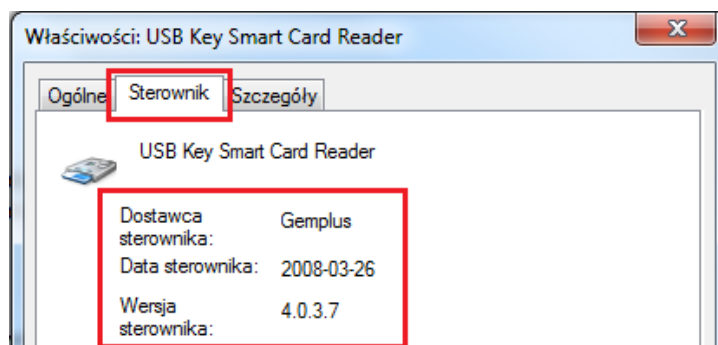 Właściwości: USB Key Smart Card Reader
Ogólne Sterownik Szczegóły
USB Key Smart Card Reader
Dostawca sterownika: Gemplus
Data sterownika: 2008-03-26
Wersja sterownika: 4.0.3.7